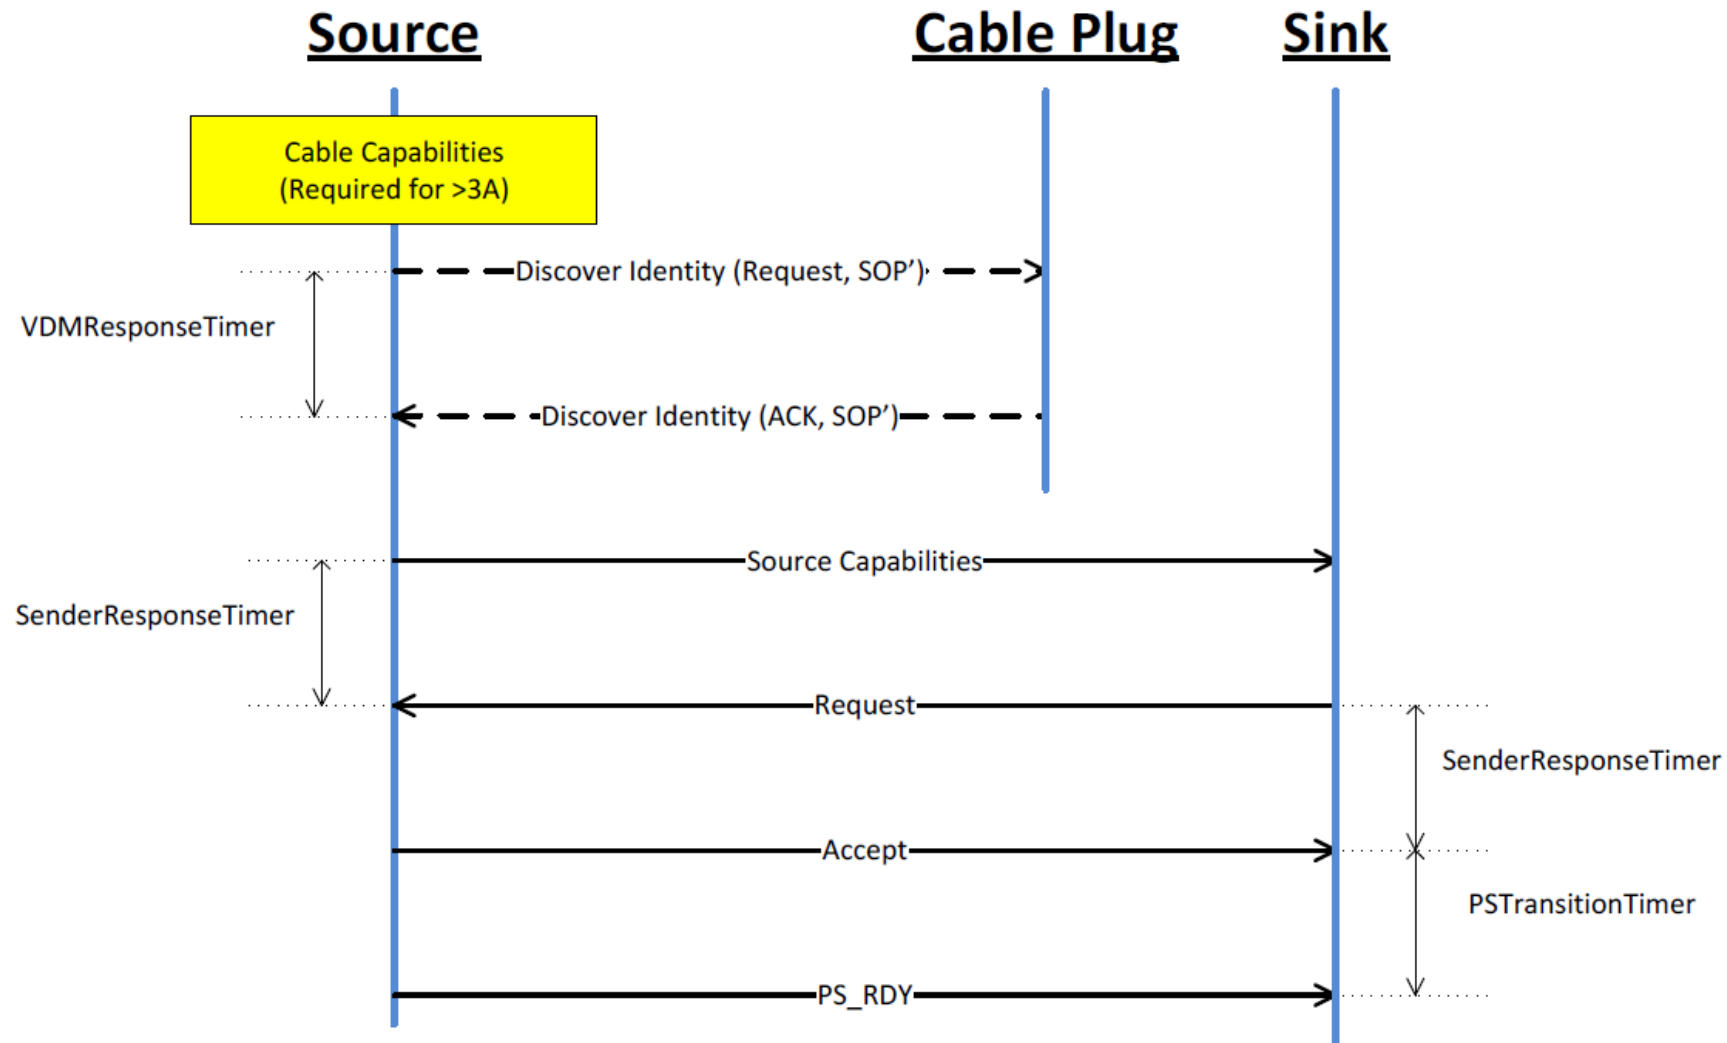 Source
Cable Plug
Sink
Cable Capabilities
(Required for >3A)
Discover Identity (Request, SOP’)
VDMResponseTimer
Discover Identity (ACK, SOP’)
Source Capabilities
SenderResponseTimer
Request
SenderResponseTimer
Accept
PSTransitionTimer
PS_RDY